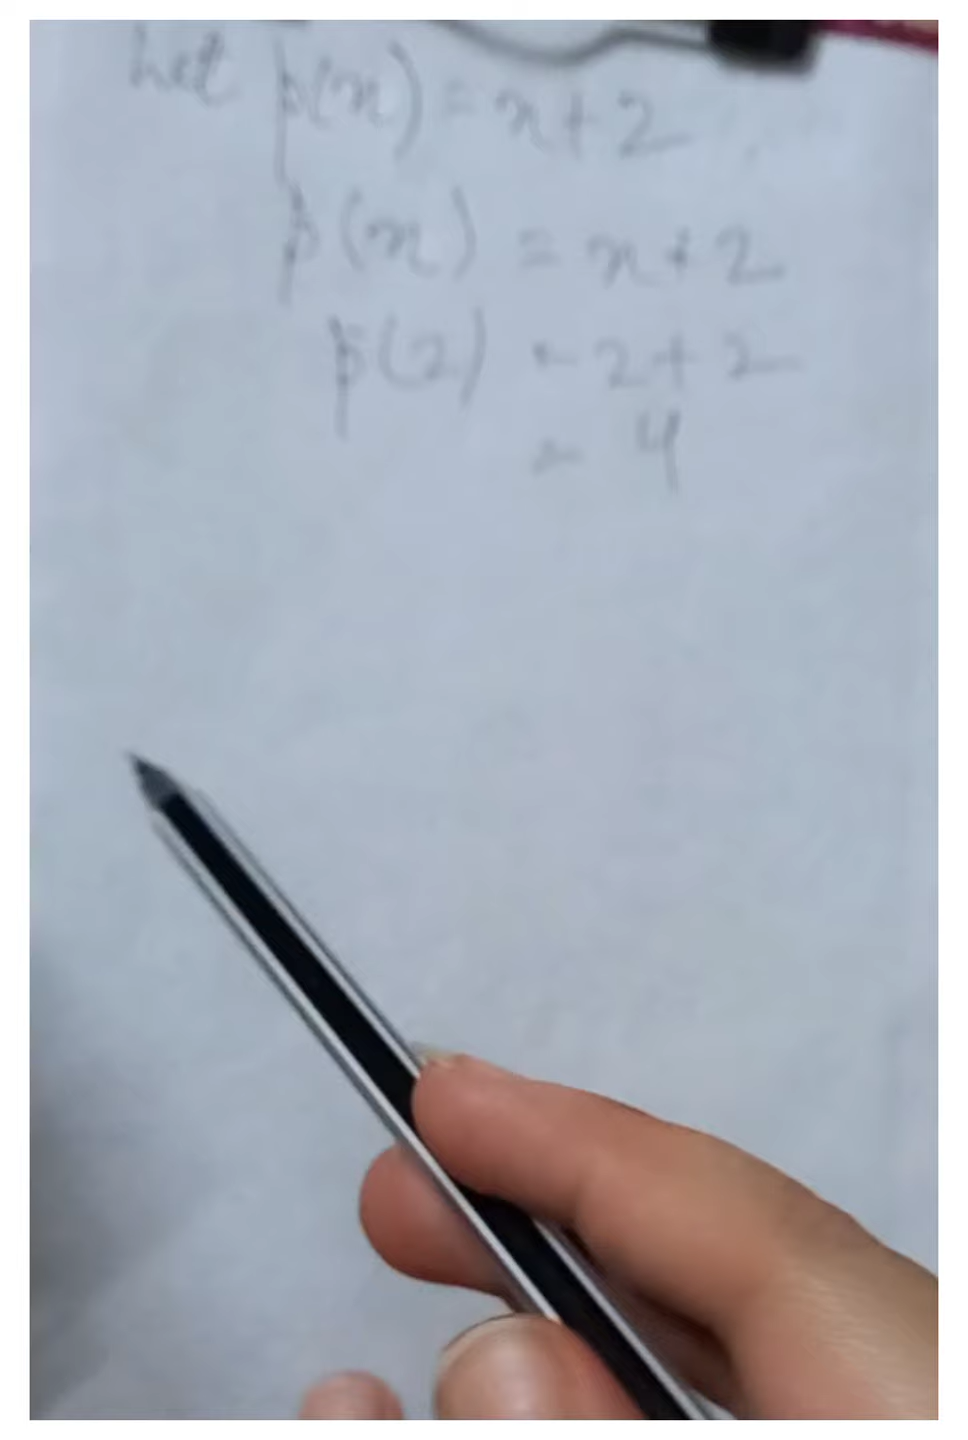 Let p(x) = x+2
p(x) = x+2
p(2) = 2+2
= 4